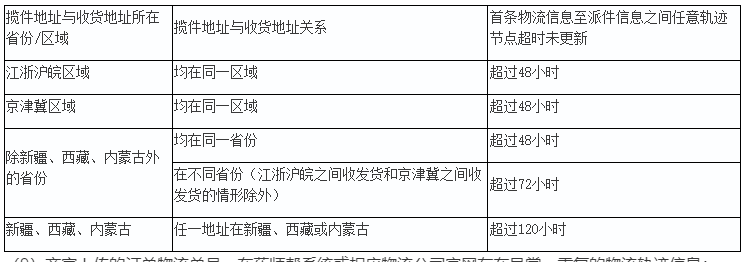 揽件地址与收货地址所在
省份/区域
揽件地址与收货地址关系
首条物流信息至派件信息之间任意轨迹
节点超时未更新
江浙沪皖区域
均在同一区域
超过48小时
京津冀区域
均在同一区域
超过48小时
除新疆、西藏、内蒙古外
的省份
均在同一省份
超过48小时
在不同省份（江浙沪皖之间收发货和京津冀之间收
发货的情形除外）
超过72小时
新疆、西藏、内蒙古
任一地址在新疆、西藏或内蒙古
超过120小时